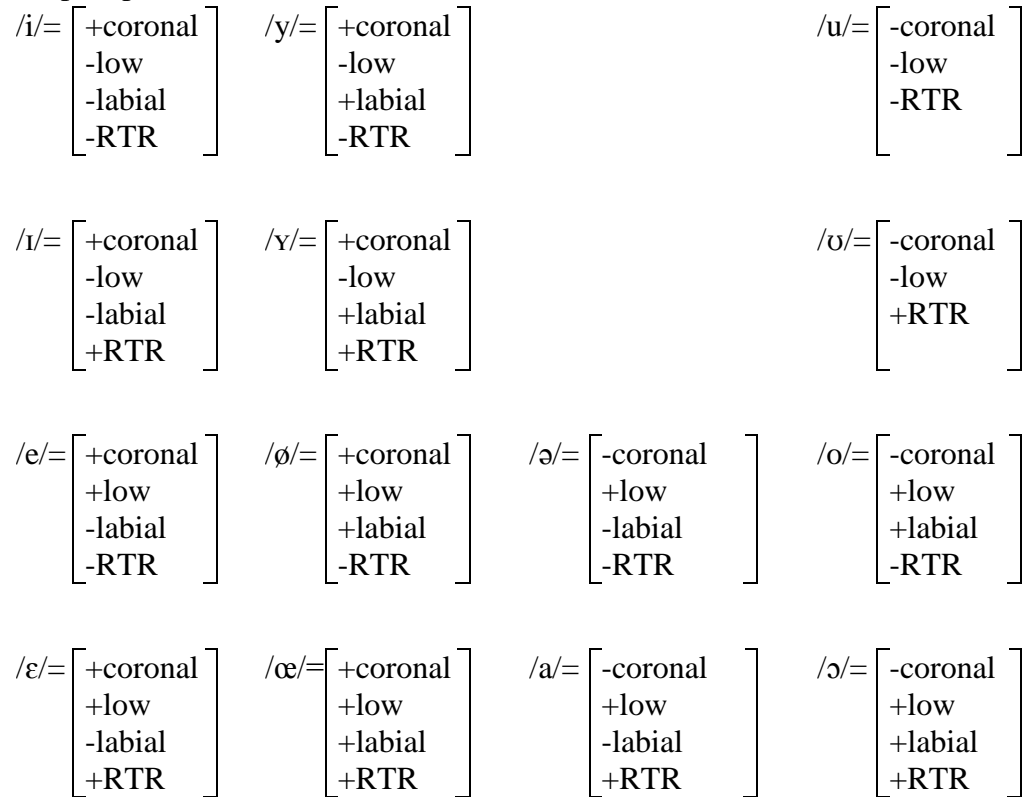 /i/= +coronal /y/= +coronal /u/= -coronal
-low -low -low
-labial +labial -RTR
-RTR -RTR
/ɪ/= +coronal /ʏ/= +coronal /ʊ/= -coronal
-low -low -low
-labial +labial +RTR
+RTR +RTR
/e/= +coronal /ø/= +coronal /ə/= -coronal /o/= -coronal
+low +low +low +low
-labial +labial -labial +labial
-RTR -RTR -RTR -RTR
/ɛ/= +coronal /œ/= +coronal /a/= -coronal /ɔ/= -coronal
+low +low +low +low
-labial +labial -labial +labial
+RTR +RTR +RTR +RTR